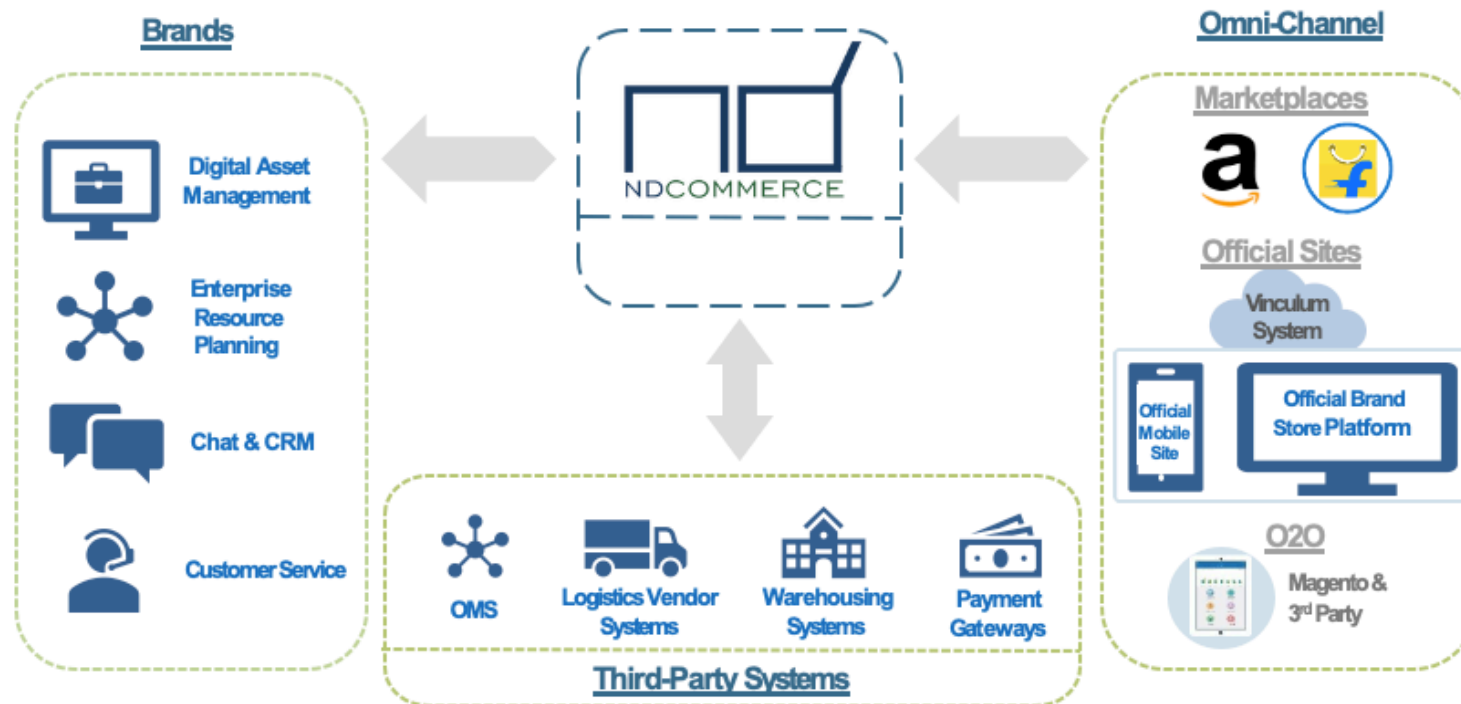 Brands
Digital Asset
Management
Enterprise
Resource
Planning
Chat & CRM
Customer Service
NDCOMMERCE
OMS
Logistics Vendor
Systems
Warehousing
Systems
Payment
Gateways
Third-Party Systems
Omni-Channel
Marketplaces
a
f
Official Sites
Vinculum
System
Official
Mobile
Site
Official Brand
Store Platform
O2O
Magento &
3rd Party